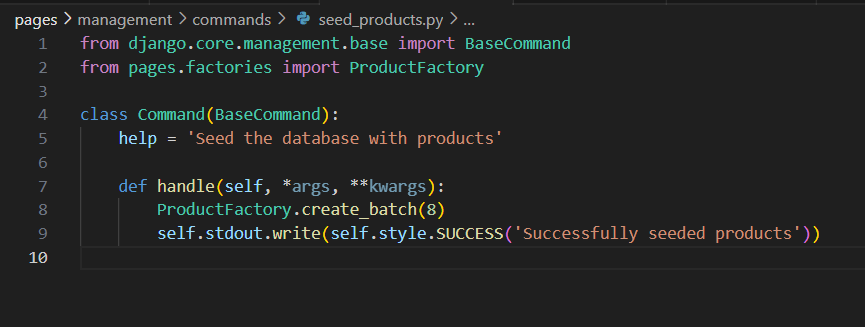 pages > management > commands > seed_products.py > ...
1 from django.core.management.base import BaseCommand
2 from pages.factories import ProductFactory
3
4 class Command(BaseCommand):
5     help = 'Seed the database with products'
6
7     def handle(self, *args, **kwargs):
8         ProductFactory.create_batch(8)
9         self.stdout.write(self.style.SUCCESS('Successfully seeded products'))
10